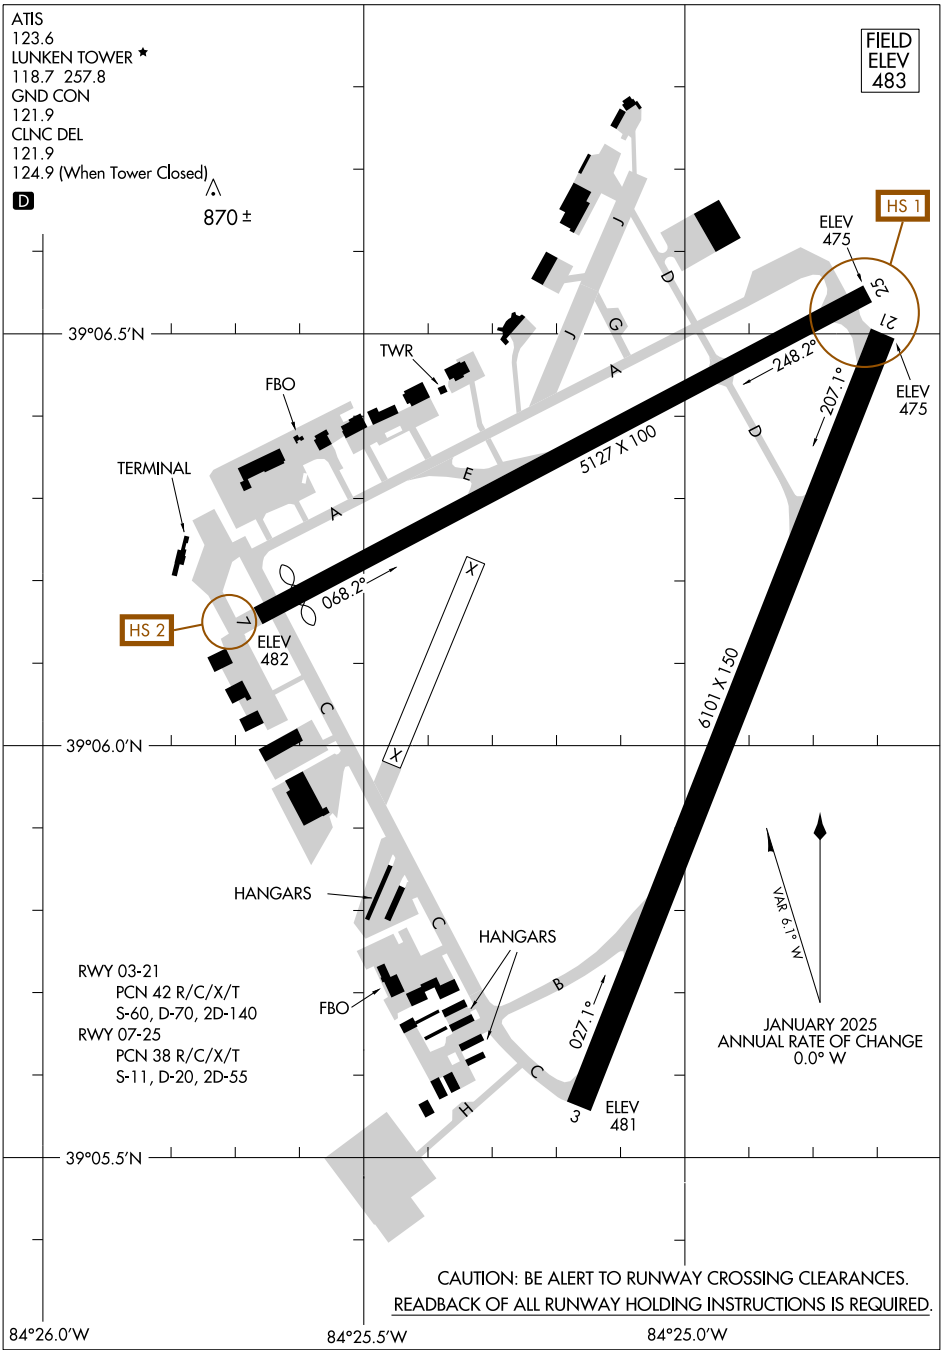 ATIS
123.6
LUNKEN TOWER ★
118.7 257.8
GND CON
121.9
CLNC DEL
121.9
124.9 (When Tower Closed)
D
870 ±
FIELD
ELEV
483
HS 1
ELEV
475
25
21
J
D
39°06.5'N
TWR
G
J
A
248.2°
207.1°
ELEV
475
FBO
D
5127 X 100
TERMINAL
E
A
X
068.2°
HS 2
7
ELEV
482
6101 X 150
C
39°06.0'N
X
VAR 6.1° W
HANGARS
C
HANGARS
RWY 03-21
PCN 42 R/C/X/T
S-60, D-70, 2D-140
RWY 07-25
PCN 38 R/C/X/T
S-11, D-20, 2D-55
FBO
B
027.1°
JANUARY 2025
ANNUAL RATE OF CHANGE
0.0° W
C
H
3
ELEV
481
39°05.5'N
CAUTION: BE ALERT TO RUNWAY CROSSING CLEARANCES.
READBACK OF ALL RUNWAY HOLDING INSTRUCTIONS IS REQUIRED.
84°26.0'W
84°25.5'W
84°25.0'W